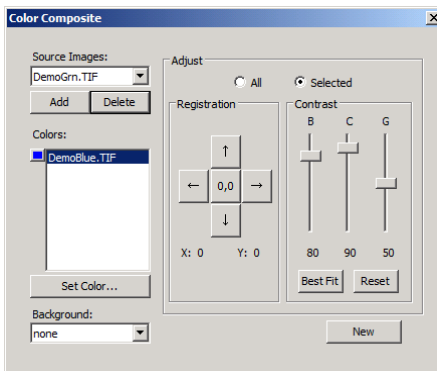 Color Composite
Source Images:
DemoGrn.TIF
Add Delete
Colors:
DemoBlue.TIF
Set Color...
Background:
none
Adjust
All Selected
Registration
↑
← 0,0 →
↓
X: 0 Y: 0
Contrast
B C G
80 90 50
Best Fit Reset
New